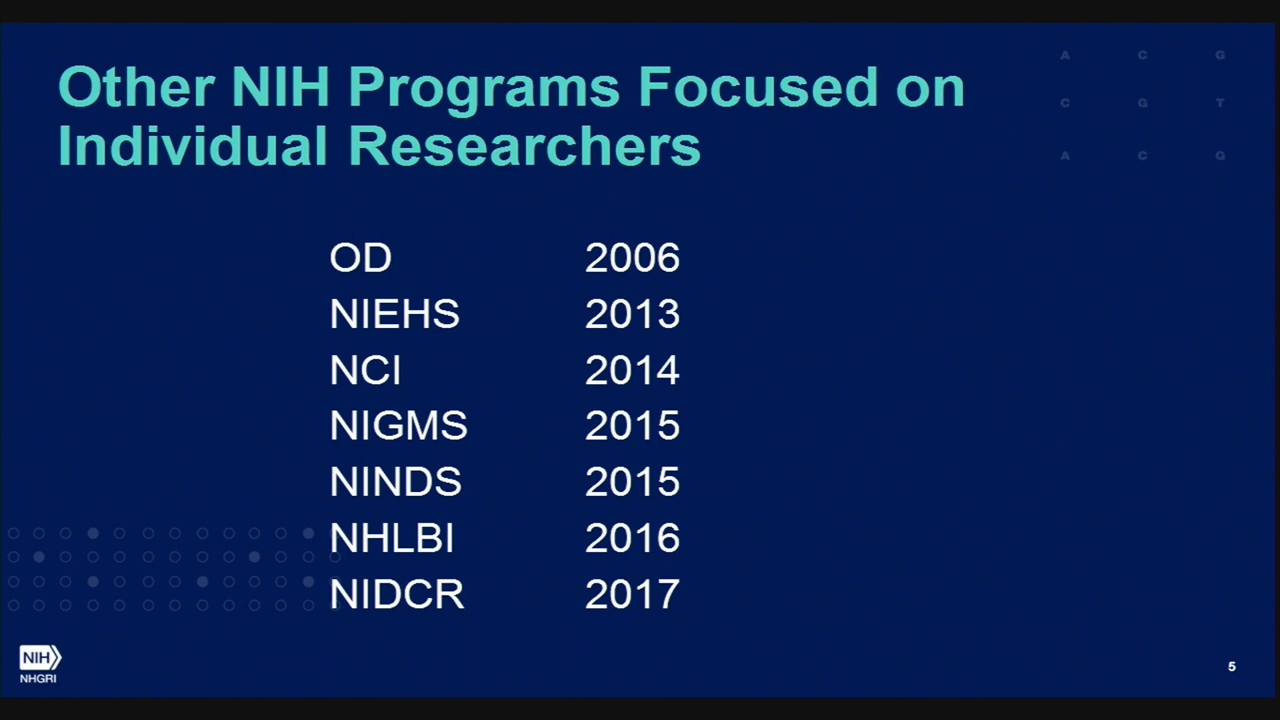 Other NIH Programs Focused on
Individual Researchers
A C G
C G T
A C G
OD 2006
NIEHS 2013
NCI 2014
NIGMS 2015
NINDS 2015
NHLBI 2016
NIDCR 2017
NIH
NHGRI
5